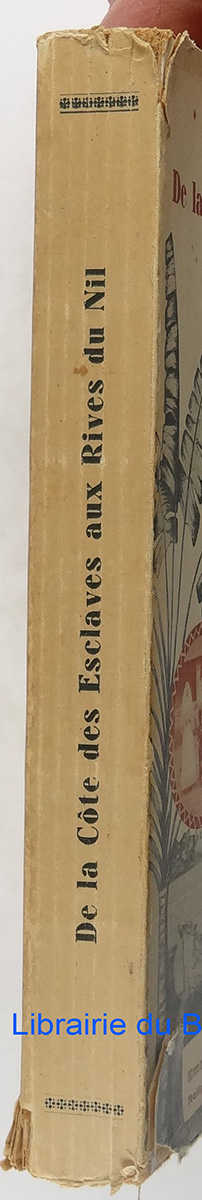 De la Côte des Esclaves aux Rives du Nil
De la
Librairie du B